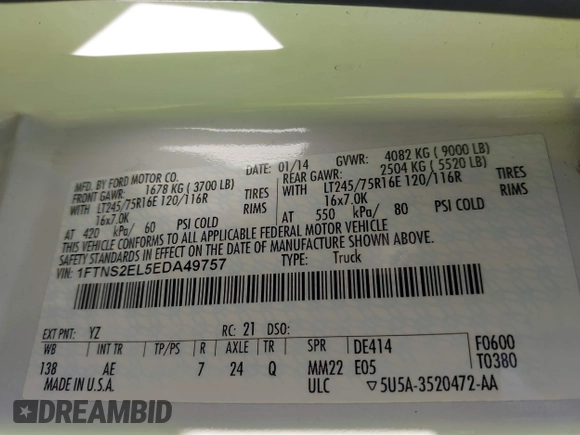 MFD. BY FORD MOTOR CO.
DATE: 01/14 GVWR: 4082 KG ( 9000 LB)
FRONT GAWR: 1678 KG ( 3700 LB)
REAR GAWR: 2504 KG ( 5520 LB)
WITH LT245/75R16E 120/116R TIRES
WITH LT245/75R16E 120/116R TIRES
16x7.0K RIMS
16x7.0K RIMS
AT 420 kPa/ 60 PSI COLD
AT 550 kPa/ 80 PSI COLD
THIS VEHICLE CONFORMS TO ALL APPLICABLE FEDERAL MOTOR VEHICLE
SAFETY STANDARDS IN EFFECT ON THE DATE OF MANUFACTURE SHOWN ABOVE.
VIN: 1FTNS2EL5EDA49757
TYPE: Truck
EXT PNT: YZ RC: 21 DSO:
WB INT TR TP/PS R AXLE TR SPR DE414 F0600
138 AE 7 24 Q MM22 E05 T0380
MADE IN U.S.A. ULC ▽5U5A-3520472-AA
DREAMBID